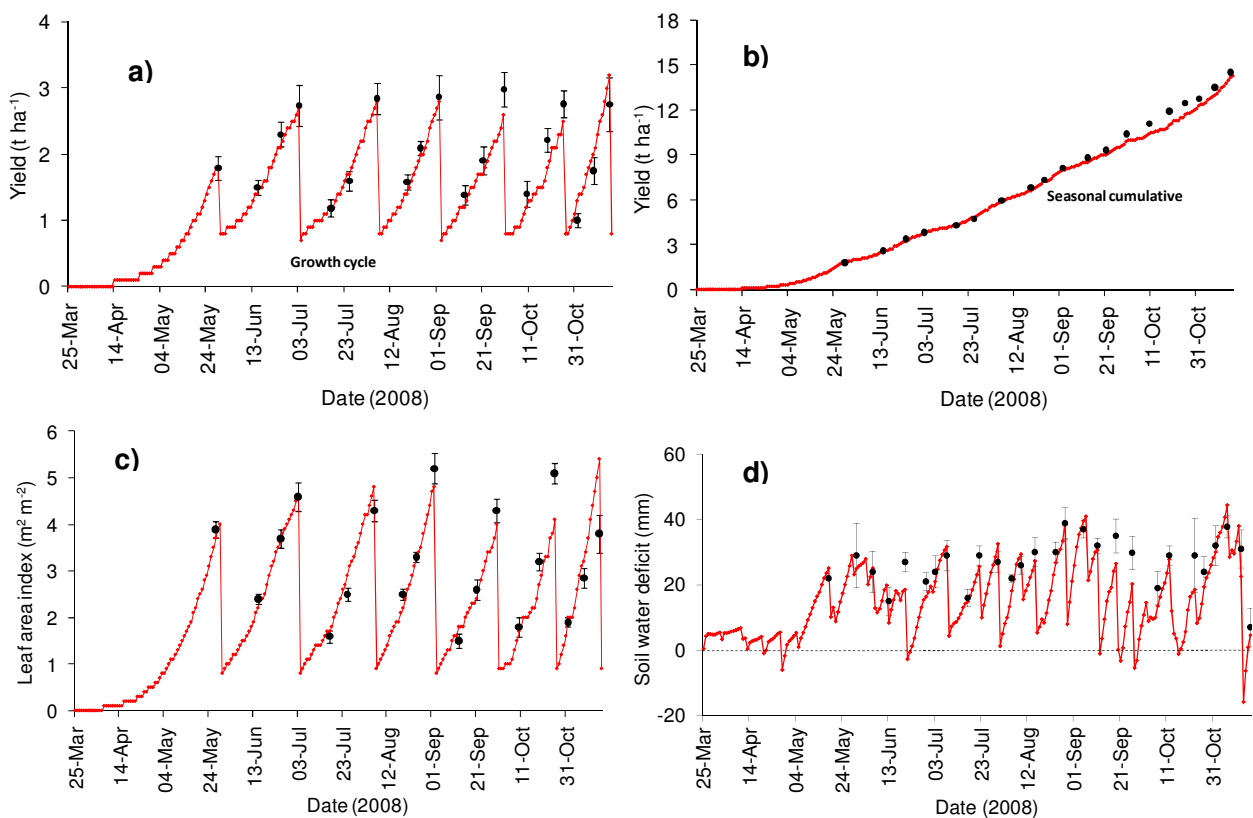 a)
Yield (t ha⁻¹)
4
3
2
1
0
Growth cycle
25-Mar
14-Apr
04-May
24-May
13-Jun
03-Jul
23-Jul
12-Aug
01-Sep
21-Sep
11-Oct
31-Oct
Date (2008)
b)
Yield (t ha⁻¹)
18
15
12
9
6
3
0
Seasonal cumulative
25-Mar
14-Apr
04-May
24-May
13-Jun
03-Jul
23-Jul
12-Aug
01-Sep
21-Sep
11-Oct
31-Oct
Date (2008)
c)
Leaf area index (m² m⁻²)
6
5
4
3
2
1
0
25-Mar
14-Apr
04-May
24-May
13-Jun
03-Jul
23-Jul
12-Aug
01-Sep
21-Sep
11-Oct
31-Oct
Date (2008)
d)
Soil water deficit (mm)
60
40
20
0
-20
25-Mar
14-Apr
04-May
24-May
13-Jun
03-Jul
23-Jul
12-Aug
01-Sep
21-Sep
11-Oct
31-Oct
Date (2008)